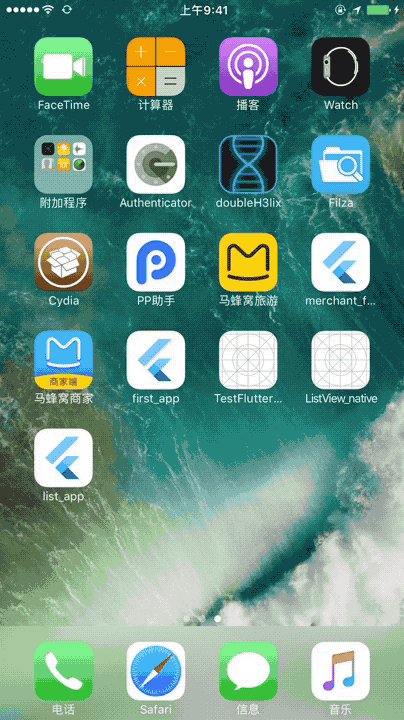 上午9:41
FaceTime
计算器
播客
Watch
附加程序
Authenticator
doubleH3lix
Filza
Cydia
PP助手
马蜂窝旅游
merchant_f...
商家端
马蜂窝商家
first_app
TestFlutter...
ListView_native
list_app
电话
Safari
信息
音乐